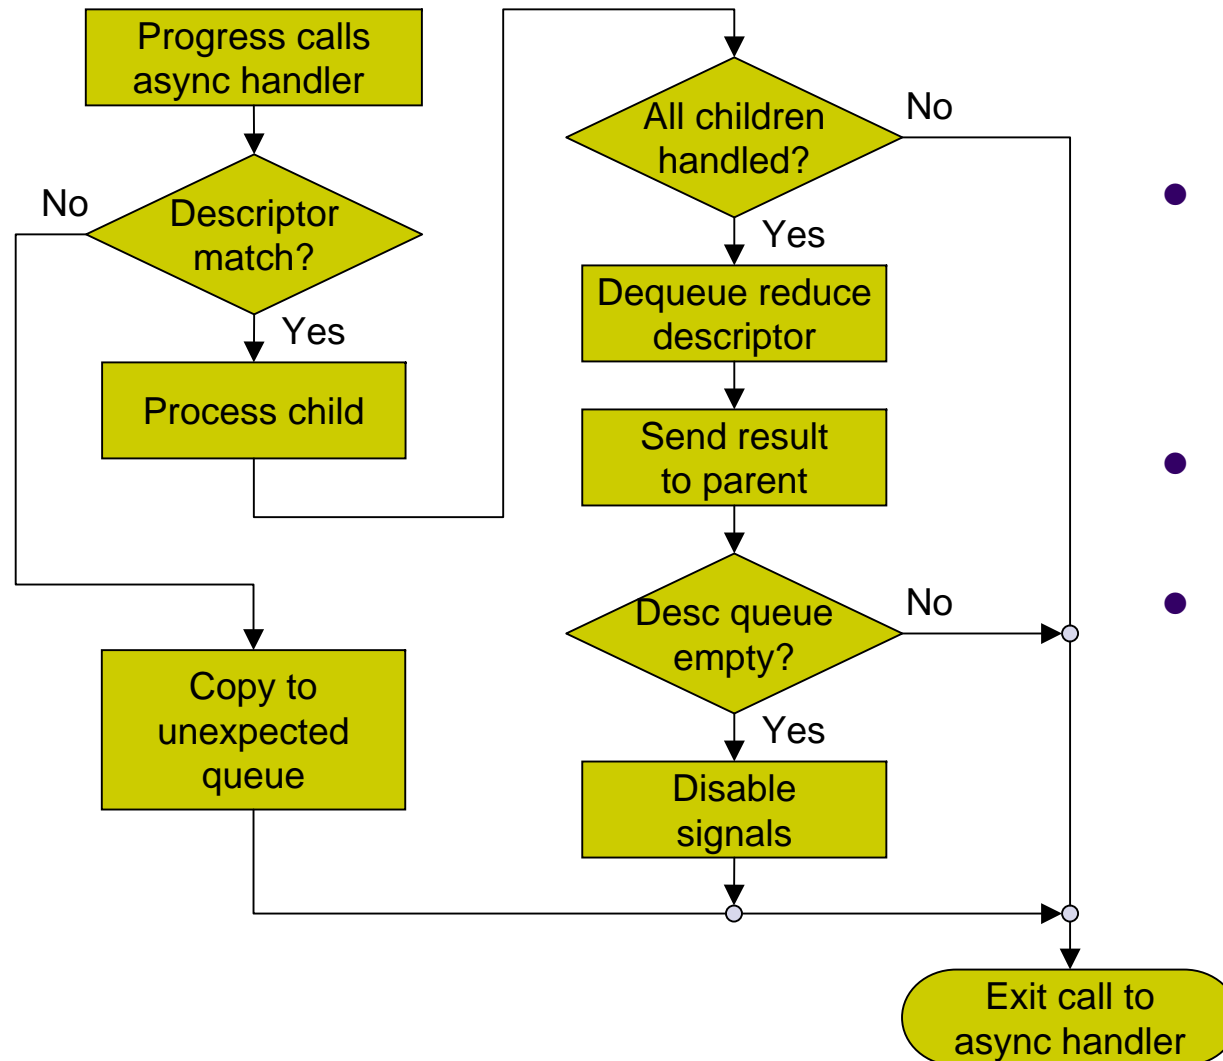 Progress calls
async handler
No
Descriptor
match?
Yes
Process child
Copy to
unexpected
queue
All children
handled?
No
Yes
Dequeue reduce
descriptor
Send result
to parent
Desc queue
empty?
No
Yes
Disable
signals
Exit call to
async handler